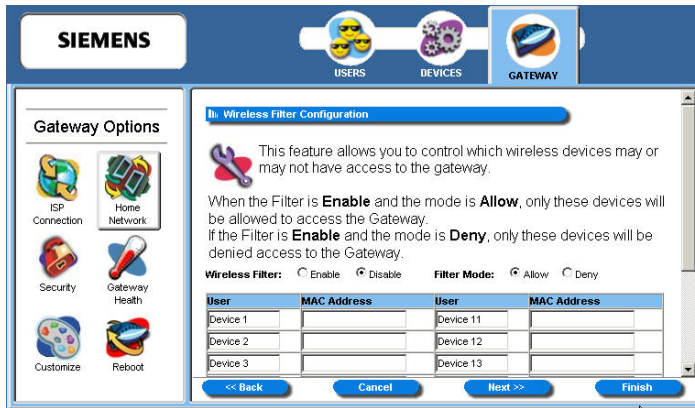 SIEMENS
USERS
DEVICES
GATEWAY
Gateway Options
ISP
Connection
Home
Network
Security
Gateway
Health
Customize
Reboot
Wireless Filter Configuration
This feature allows you to control which wireless devices may or
may not have access to the gateway.
When the Filter is Enable and the mode is Allow, only these devices will
be allowed to access the Gateway.
If the Filter is Enable and the mode is Deny, only these devices will be
denied access to Gateway.
Wireless Filter: Enable Disable Filter Mode: Allow Deny
User MAC Address User MAC Address
Device 1 Device 11
Device 2 Device 12
Device 3 Device 13
<< Back Cancel Next >> Finish